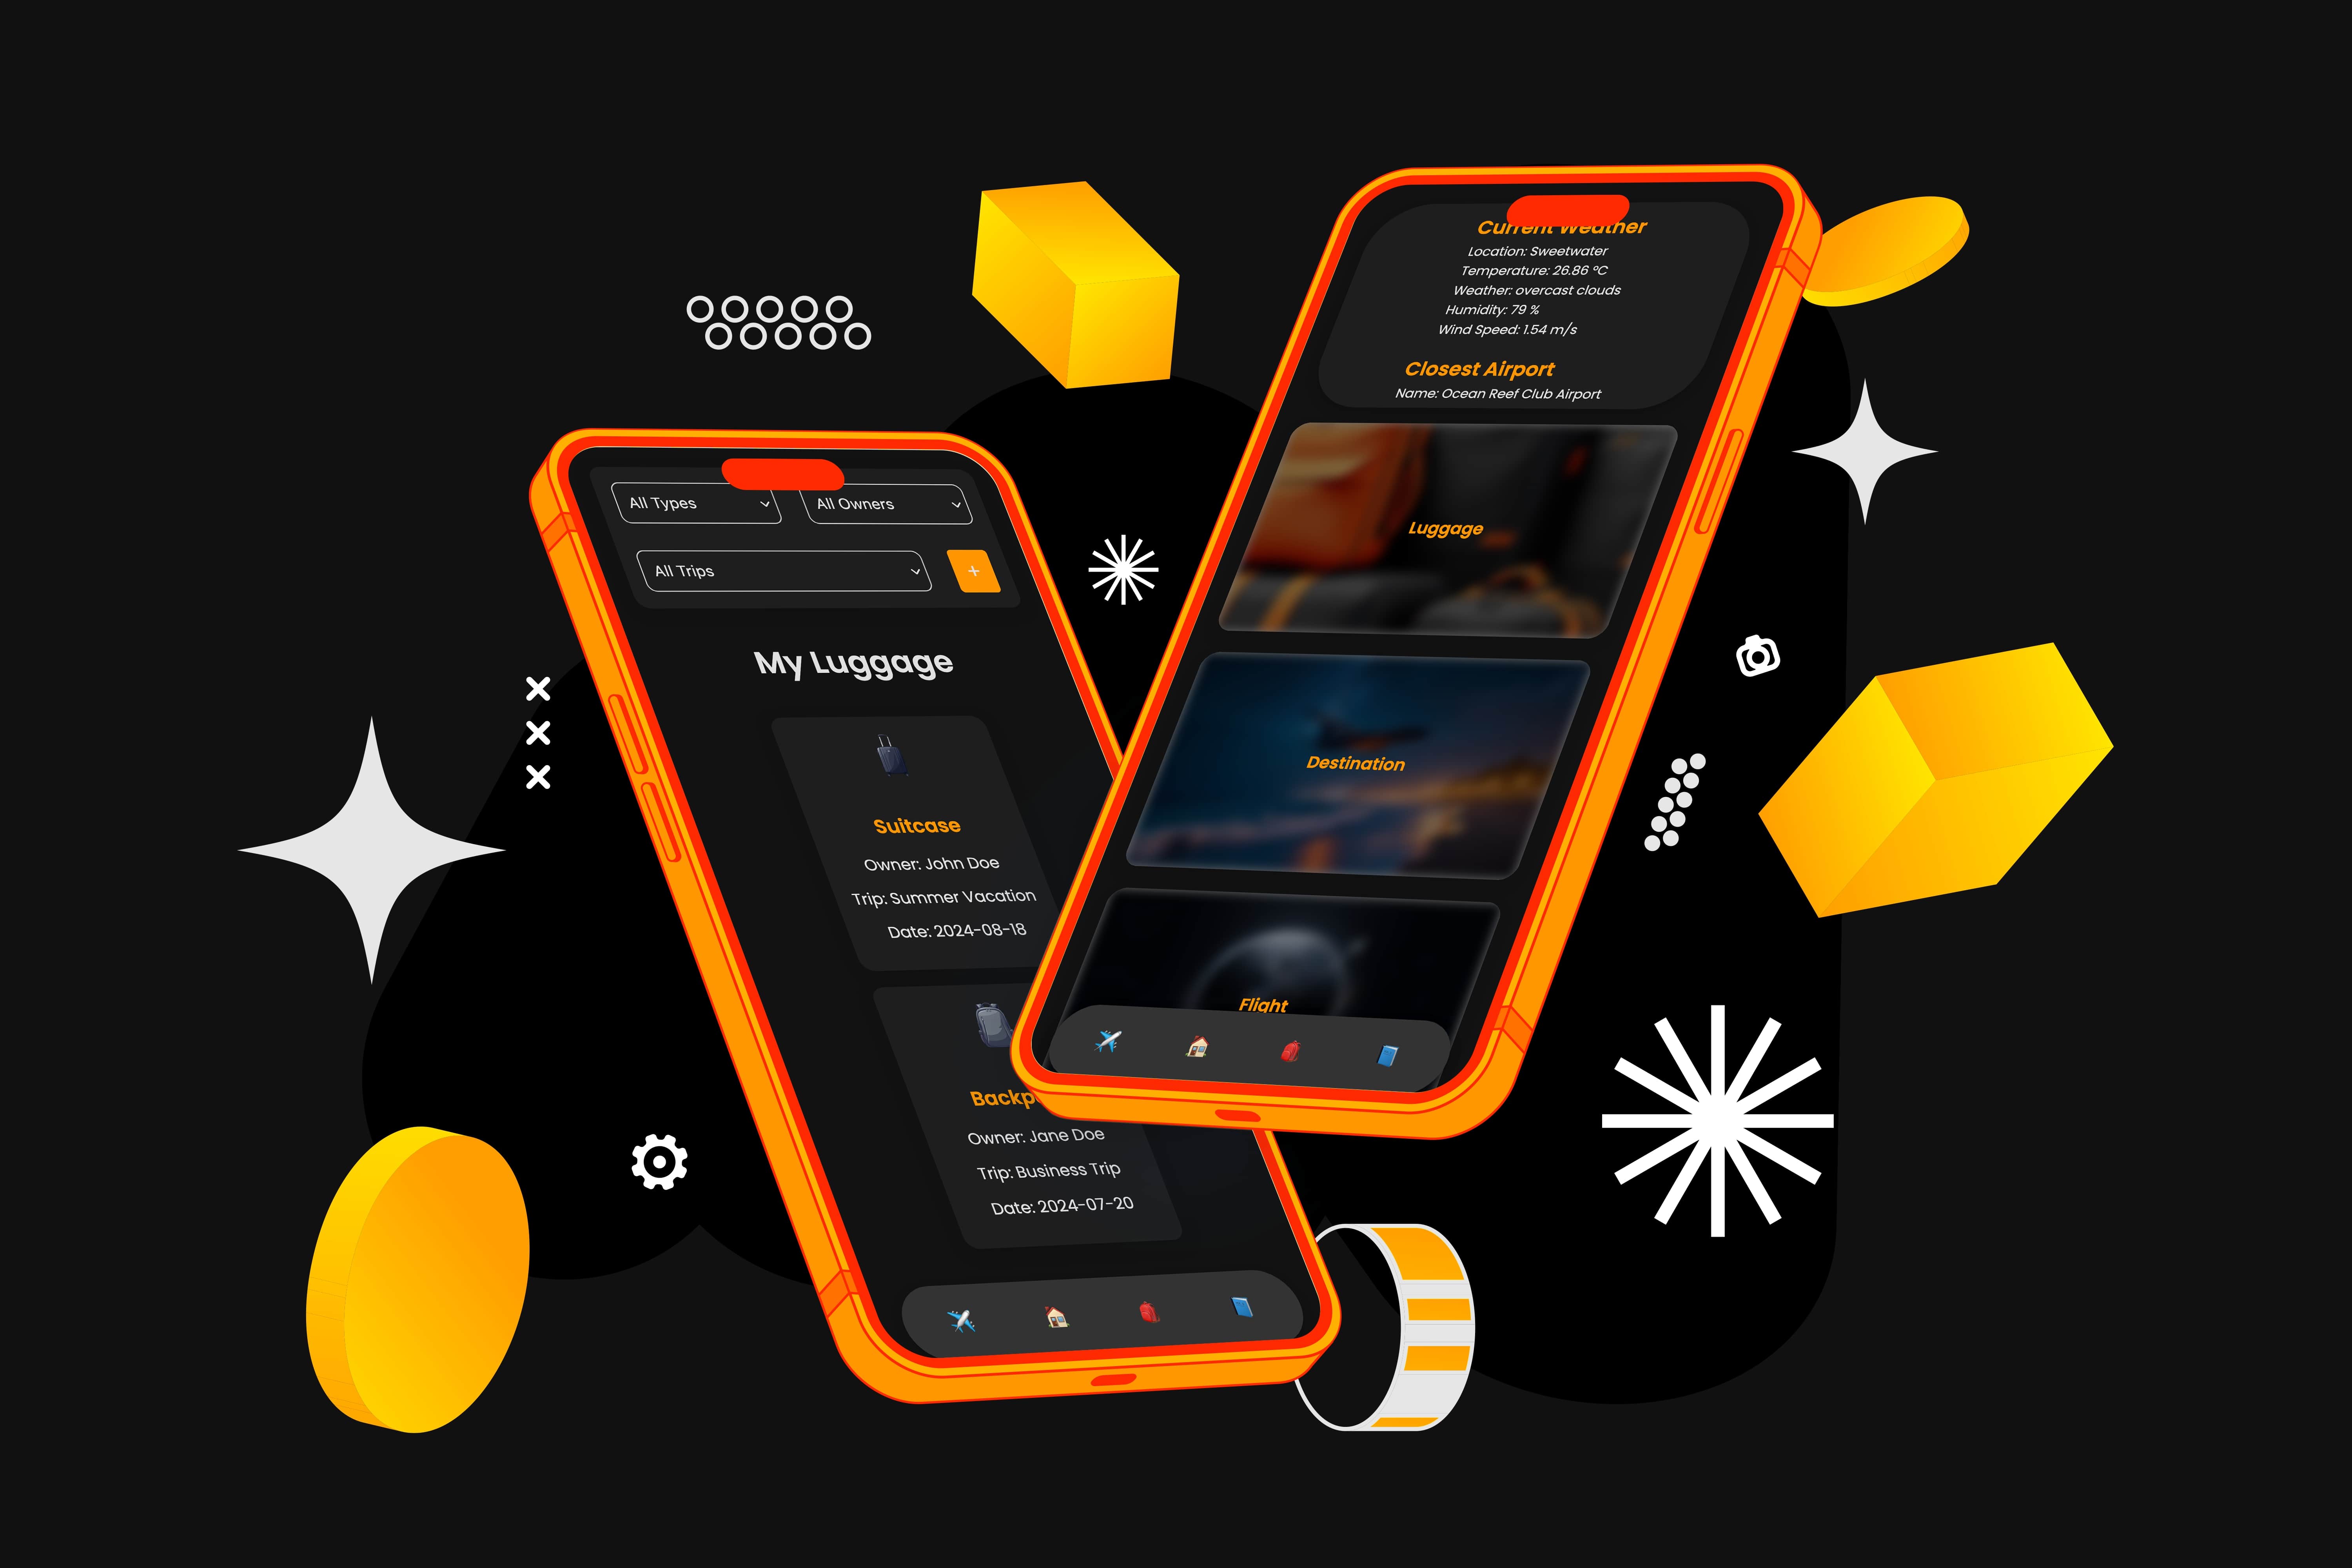 All Types
All Owners
All Trips
+
My Luggage
Suitcase
Owner: John Doe
Trip: Summer Vacation
Date: 2024-08-18
Backp
Owner: Jane Doe
Trip: Business Trip
Date: 2024-07-20
Current Weather
Location: Sweetwater
Temperature: 26.86 °C
Weather: overcast clouds
Humidity: 79 %
Wind Speed: 1.54 m/s
Closest Airport
Name: Ocean Reef Club Airport
Luggage
Destination
Flight